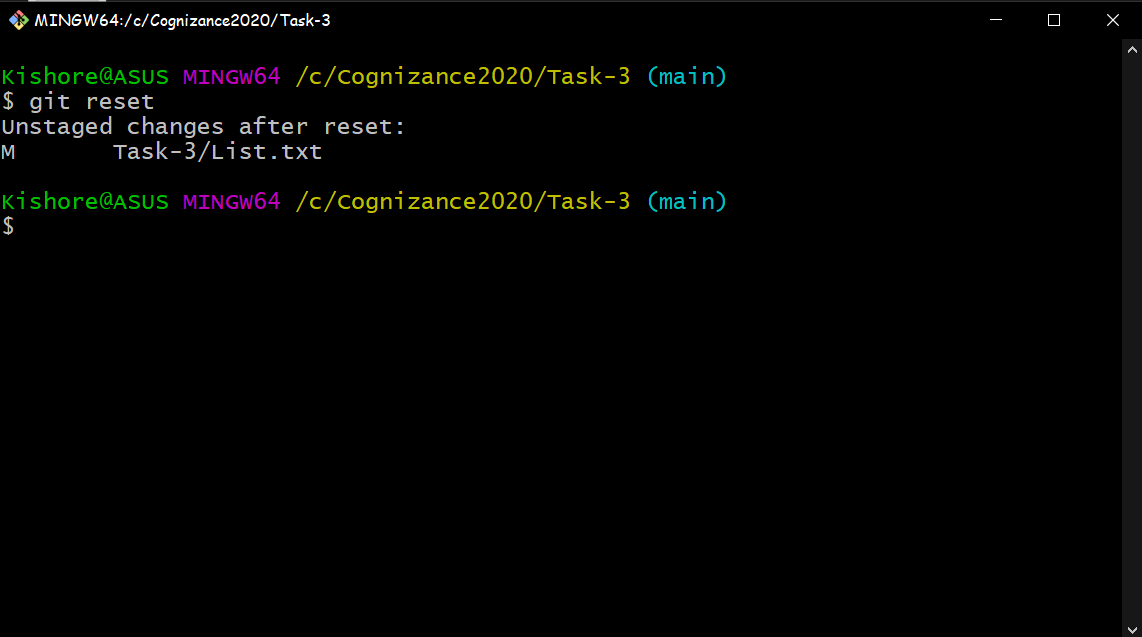 MINGW64:/c/Cognizance2020/Task-3
Kishore@ASUS MINGW64 /c/Cognizance2020/Task-3 (main)
$ git reset
Unstaged changes after reset:
M       Task-3/List.txt
Kishore@ASUS MINGW64 /c/Cognizance2020/Task-3 (main)
$